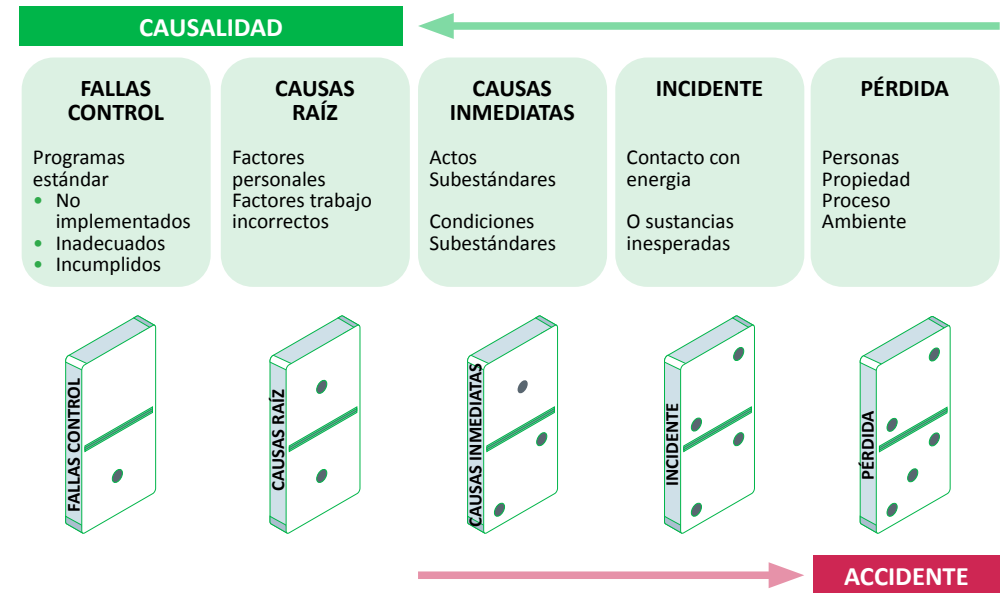 CAUSALIDAD
FALLAS
CONTROL
Programas
estándar
• No
implementados
• Inadecuados
• Incumplidos
CAUSAS
RAÍZ
Factores
personales
Factores trabajo
incorrectos
CAUSAS
INMEDIATAS
Actos
Subestándares
Condiciones
Subestándares
INCIDENTE
Contacto con
energia
O sustancias
inesperadas
PÉRDIDA
Personas
Propiedad
Proceso
Ambiente
FALLAS CONTROL
CAUSAS RAÍZ
CAUSAS INMEDIATAS
INCIDENTE
PÉRDIDA
ACCIDENTE